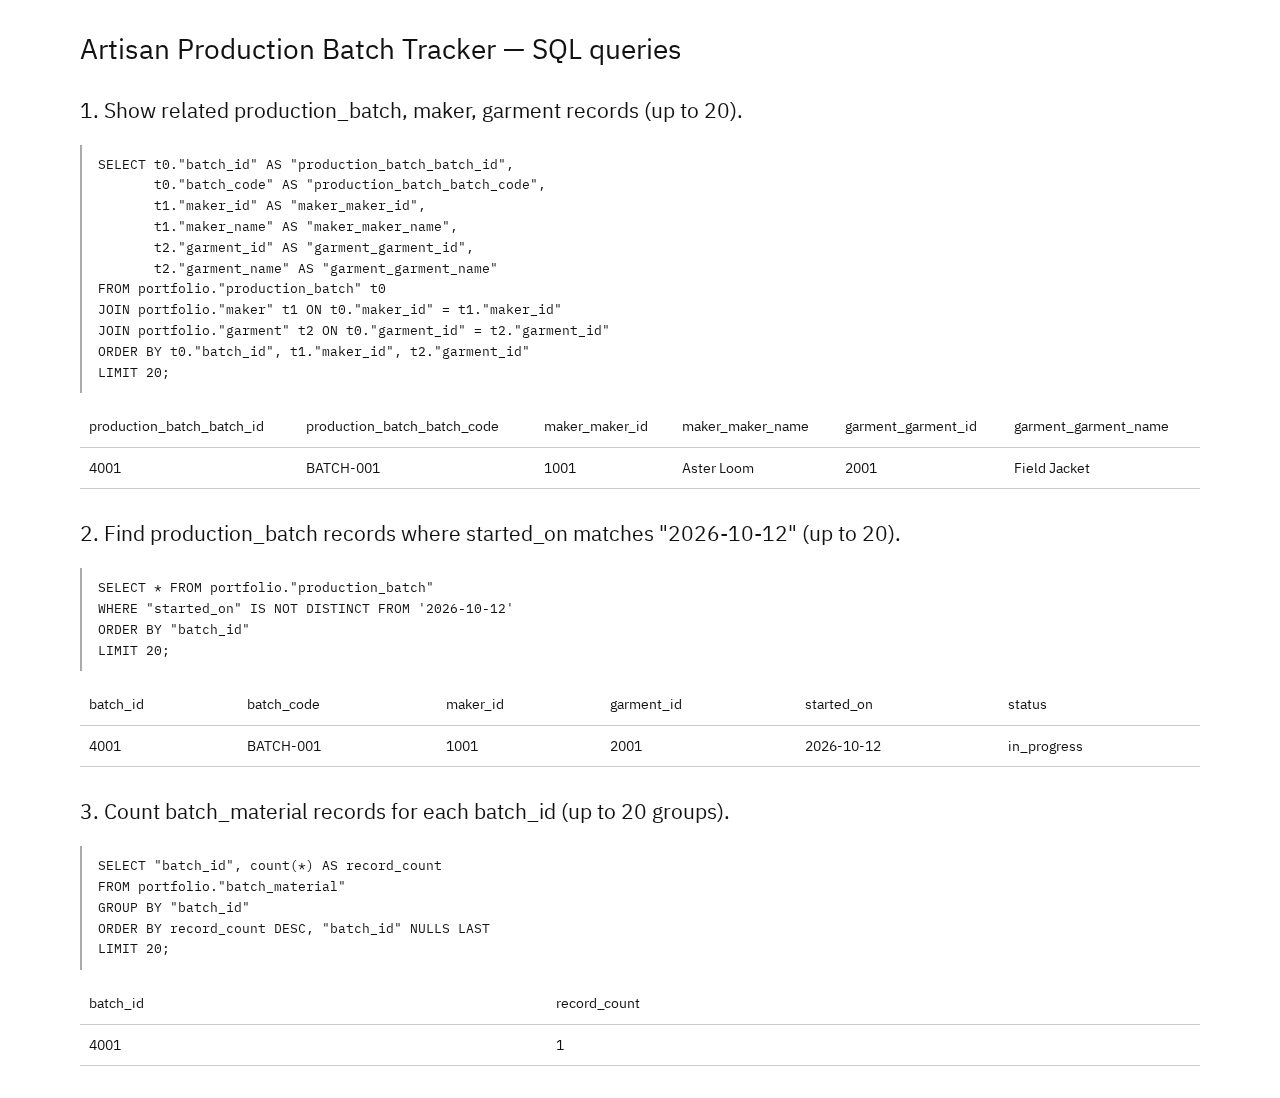 Artisan Production Batch Tracker — SQL queries
1. Show related production_batch, maker, garment records (up to 20).
SELECT t0."batch_id" AS "production_batch_batch_id",
       t0."batch_code" AS "production_batch_batch_code",
       t1."maker_id" AS "maker_maker_id",
       t1."maker_name" AS "maker_maker_name",
       t2."garment_id" AS "garment_garment_id",
       t2."garment_name" AS "garment_garment_name"
FROM portfolio."production_batch" t0
JOIN portfolio."maker" t1 ON t0."maker_id" = t1."maker_id"
JOIN portfolio."garment" t2 ON t0."garment_id" = t2."garment_id"
ORDER BY t0."batch_id", t1."maker_id", t2."garment_id"
LIMIT 20;
production_batch_batch_id production_batch_batch_code maker_maker_id maker_maker_name garment_garment_id garment_garment_name
4001 BATCH-001 1001 Aster Loom 2001 Field Jacket
2. Find production_batch records where started_on matches "2026-10-12" (up to 20).
SELECT * FROM portfolio."production_batch"
WHERE "started_on" IS NOT DISTINCT FROM '2026-10-12'
ORDER BY "batch_id"
LIMIT 20;
batch_id batch_code maker_id garment_id started_on status
4001 BATCH-001 1001 2001 2026-10-12 in_progress
3. Count batch_material records for each batch_id (up to 20 groups).
SELECT "batch_id", count(*) AS record_count
FROM portfolio."batch_material"
GROUP BY "batch_id"
ORDER BY record_count DESC, "batch_id" NULLS LAST
LIMIT 20;
batch_id record_count
4001 1